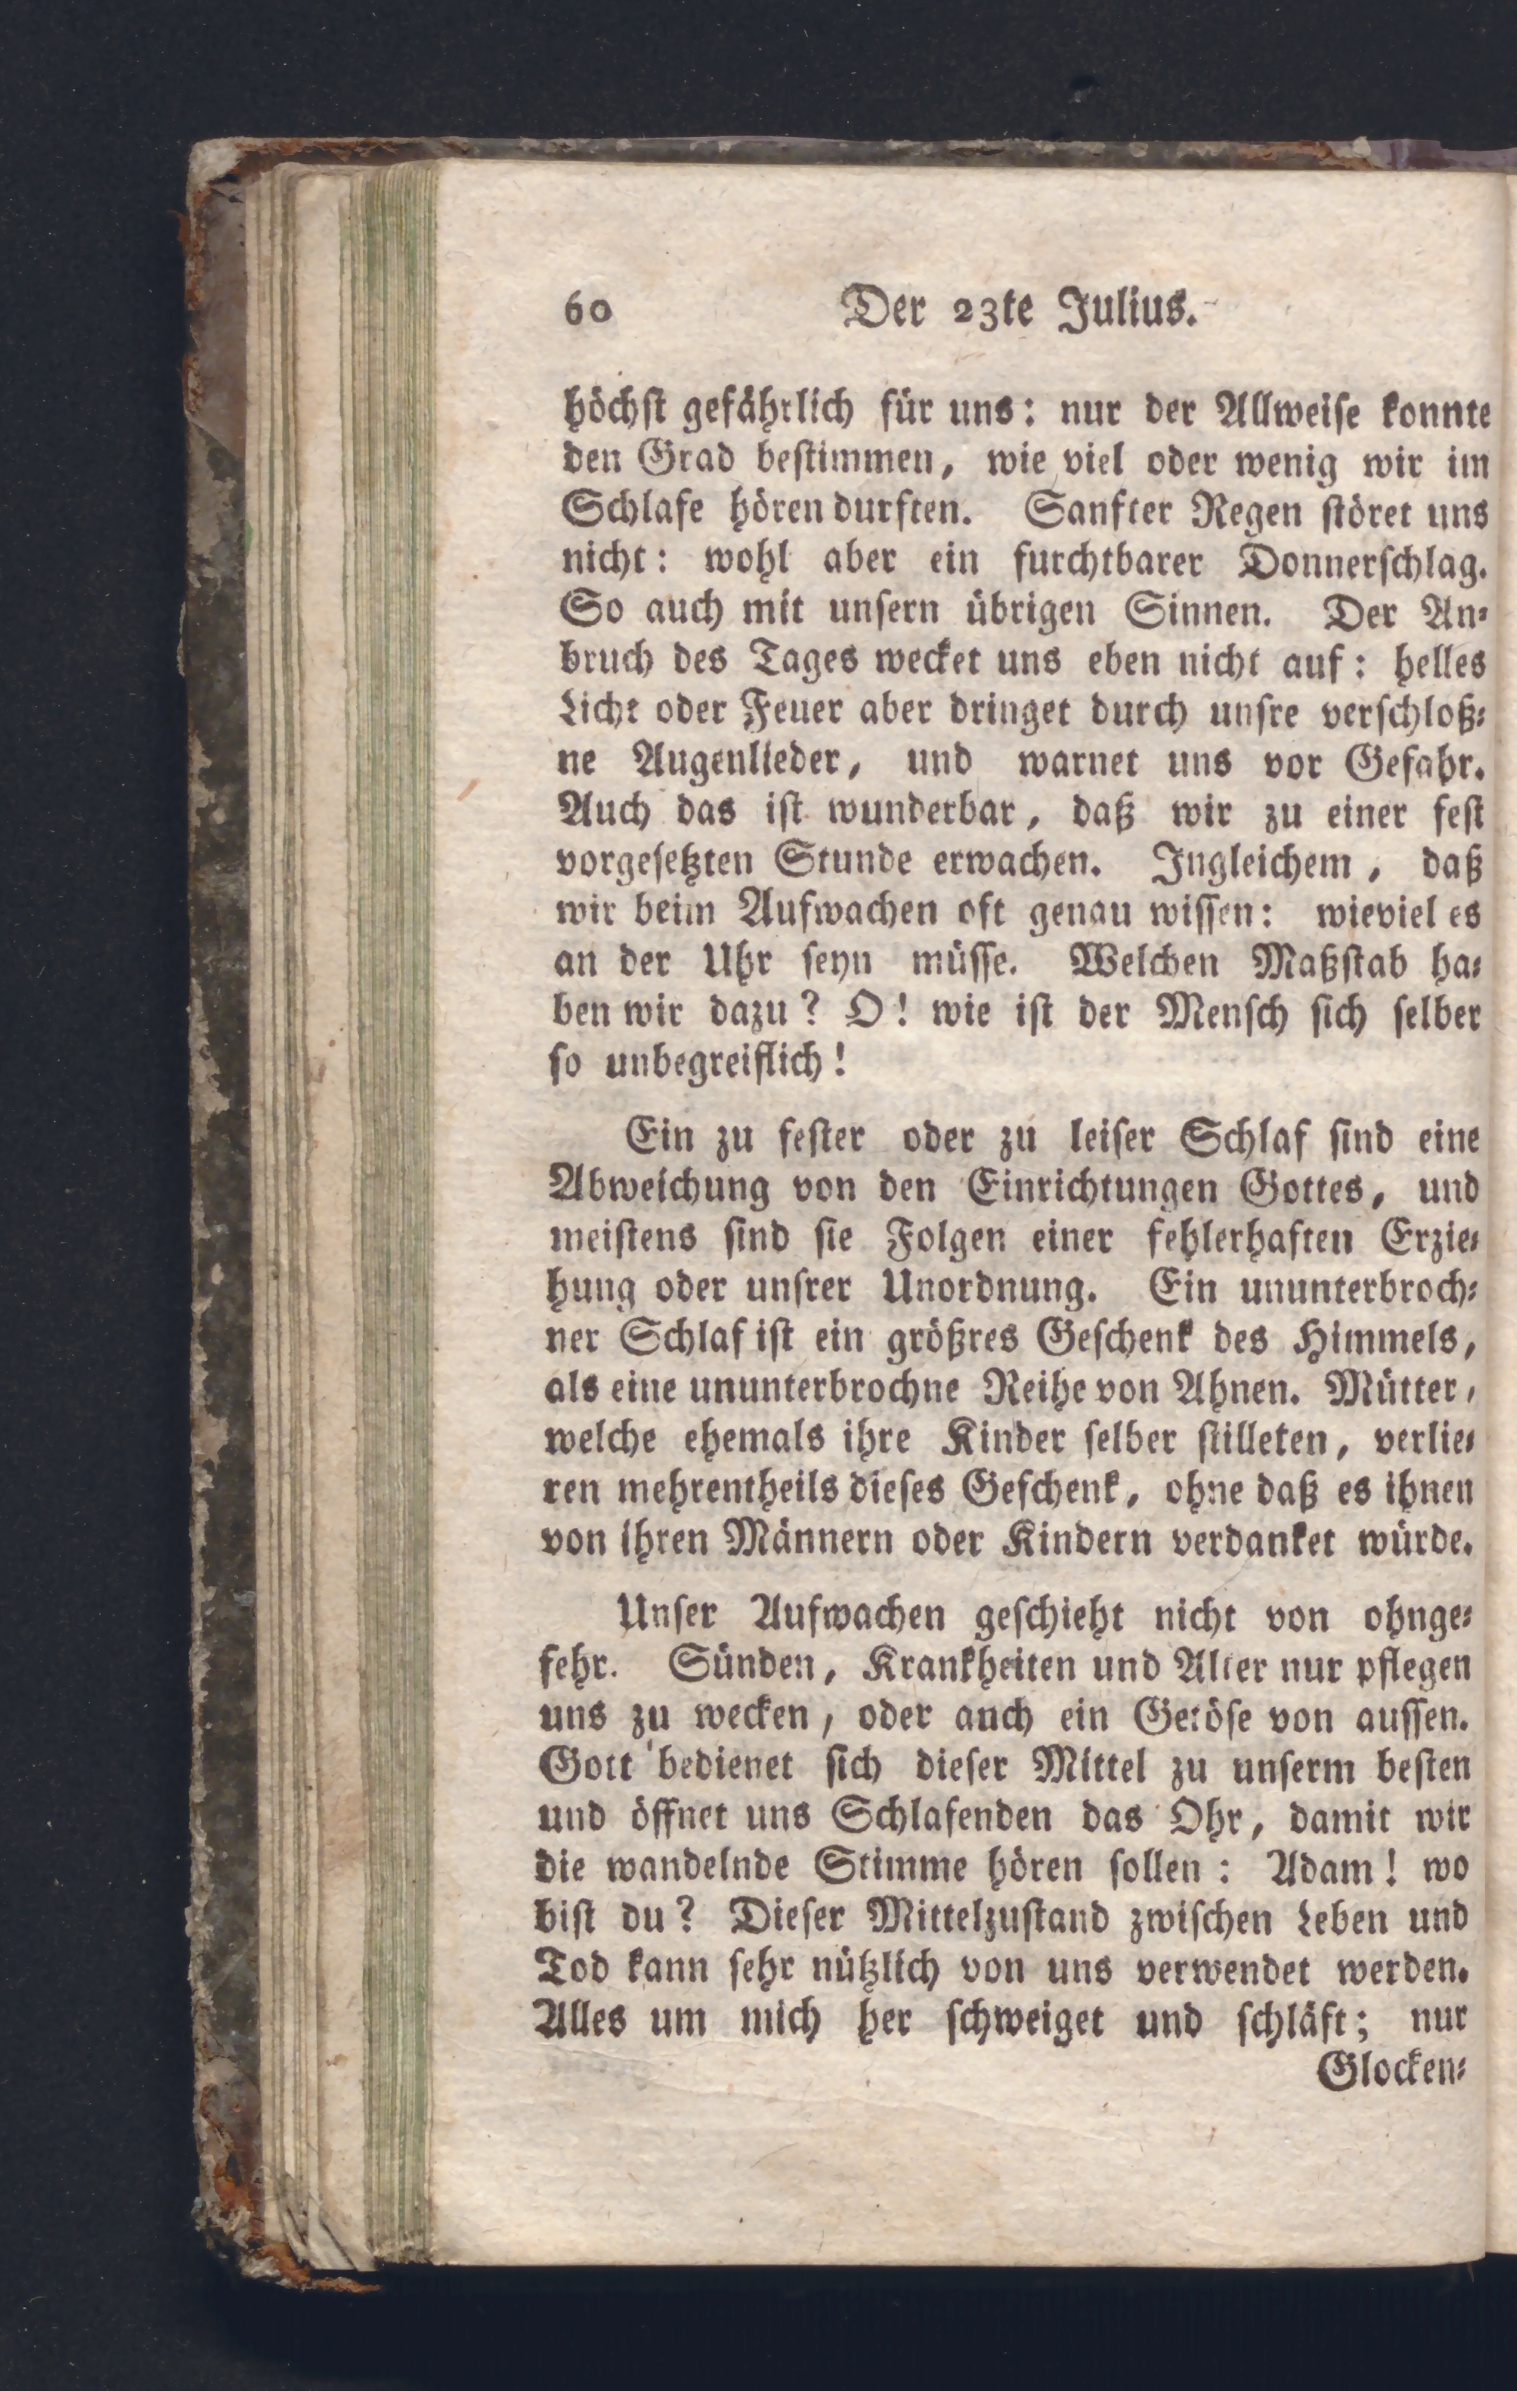 60 Der 23te Julius.
höchſt gefährlich für uns: nur der Allweiſe konnte
den Grad beſtimmen, wie viel oder wenig wir im
Schlafe hören durften. Sanfter Regen ſtöret uns
nicht: wohl aber ein furchtbarer Donnerſchlag.
So auch mit unſern übrigen Sinnen. Der An⸗
bruch des Tages wecket uns eben nicht auf: helles
Licht oder Feuer aber dringet durch unſre verſchloß⸗
ne Augenlieder, und warnet uns vor Gefahr.
Auch das iſt wunderbar, daß wir zu einer feſt
vorgeſetzten Stunde erwachen. Ingleichem, daß
wir beim Aufwachen oft genau wiſſen: wieviel es
an der Uhr ſeyn müſſe. Welchen Maßſtab ha⸗
ben wir dazu? O! wie iſt der Menſch ſich ſelber
ſo unbegreiflich!
Ein zu feſter oder zu leiſer Schlaf ſind eine
Abweichung von den Einrichtungen Gottes, und
meiſtens ſind ſie Folgen einer fehlerhaften Erzie⸗
hung oder unſrer Unordnung. Ein ununterbroch⸗
ner Schlaf iſt ein größres Geſchenk des Himmels,
als eine ununterbrochne Reihe von Ahnen. Mütter,
welche ehemals ihre Kinder ſelber ſtilleten, verlie⸗
ren mehrentheils dieſes Geſchenk, ohne daß es ihnen
von ihren Männern oder Kindern verdanket würde.
Unſer Aufwachen geſchieht nicht von ohnge⸗
fehr. Sünden, Krankheiten und Alter nur pflegen
uns zu wecken, oder auch ein Getöſe von auſſen.
Gott bedienet ſich dieſer Mittel zu unſerm beſten
und öffnet uns Schlafenden das Ohr, damit wir
die wandelnde Stimme hören ſollen: Adam! wo
biſt du? Dieſer Mittelzuſtand zwiſchen Leben und
Tod kann ſehr nützlich von uns verwendet werden.
Alles um mich her ſchweiget und ſchläft; nur
Glocken⸗